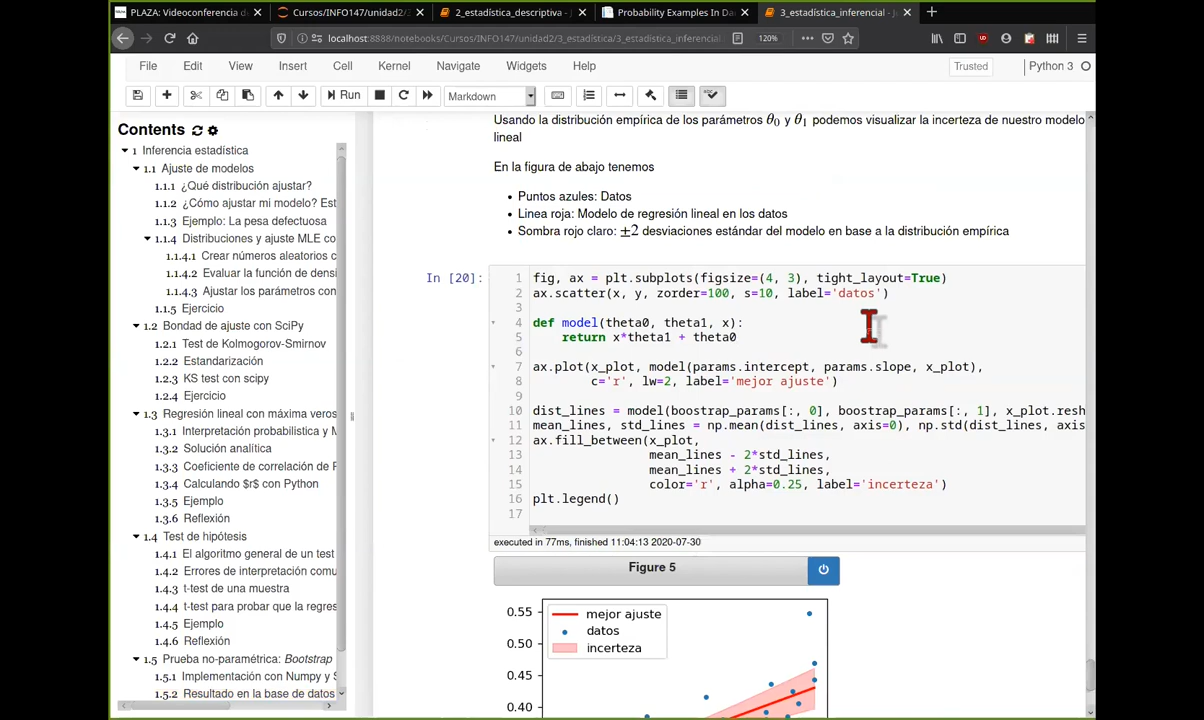 PLAZA: Videoconferencia de
Cursos/INFO147/unidad2/3
2_estadística_descriptiva - J
Probability Examples In Da
3_estadística_inferencial - J
localhost:8888/notebooks/Cursos/INFO147/unidad2/3_estadística/3_estadística_inferencial.
120%
File Edit View Insert Cell Kernel Navigate Widgets Help
Trusted
Python 3
Run
Markdown
Contents
1 Inferencia estadística
1.1 Ajuste de modelos
1.1.1 ¿Qué distribución ajustar?
1.1.2 ¿Cómo ajustar mi modelo? Est
1.1.3 Ejemplo: La pesa defectuosa
1.1.4 Distribuciones y ajuste MLE co
1.1.4.1 Crear números aleatorios c
1.1.4.2 Evaluar la función de densi
1.1.4.3 Ajustar los parámetros con
1.1.5 Ejercicio
1.2 Bondad de ajuste con SciPy
1.2.1 Test de Kolmogorov-Smirnov
1.2.2 Estandarización
1.2.3 KS test con scipy
1.2.4 Ejercicio
1.3 Regresión lineal con máxima veros
1.3.1 Interpretación probabilistica y M
1.3.2 Solución analítica
1.3.3 Coeficiente de correlación de P
1.3.4 Calculando $r$ con Python
1.3.5 Ejemplo
1.3.6 Reflexión
1.4 Test de hipótesis
1.4.1 El algoritmo general de un test
1.4.2 Errores de interpretación comu
1.4.3 t-test de una muestra
1.4.4 t-test para probar que la regres
1.4.5 Ejemplo
1.4.6 Reflexión
1.5 Prueba no-paramétrica: Bootstrap
1.5.1 Implementación con Numpy y S
1.5.2 Resultado en la base de datos
Usando la distribución empírica de los parámetros θ0 y θ1 podemos visualizar la incerteza de nuestro modelo
lineal
En la figura de abajo tenemos
• Puntos azules: Datos
• Linea roja: Modelo de regresión lineal en los datos
• Sombra rojo claro: ±2 desviaciones estándar del modelo en base a la distribución empírica
In [20]:
1 fig, ax = plt.subplots(figsize=(4, 3), tight_layout=True)
2 ax.scatter(x, y, zorder=100, s=10, label='datos')
3
4 def model(theta0, theta1, x):
5     return x*theta1 + theta0
6
7 ax.plot(x_plot, model(params.intercept, params.slope, x_plot),
8         c='r', lw=2, label='mejor ajuste')
9
10 dist_lines = model(boostrap_params[:, 0], boostrap_params[:, 1], x_plot.resh
11 mean_lines, std_lines = np.mean(dist_lines, axis=0), np.std(dist_lines, axis
12 ax.fill_between(x_plot,
13                 mean_lines - 2*std_lines,
14                 mean_lines + 2*std_lines,
15                 color='r', alpha=0.25, label='incerteza')
16 plt.legend()
17
executed in 77ms, finished 11:04:13 2020-07-30
Figure 5
0.55
0.50
0.45
0.40
mejor ajuste
datos
incerteza